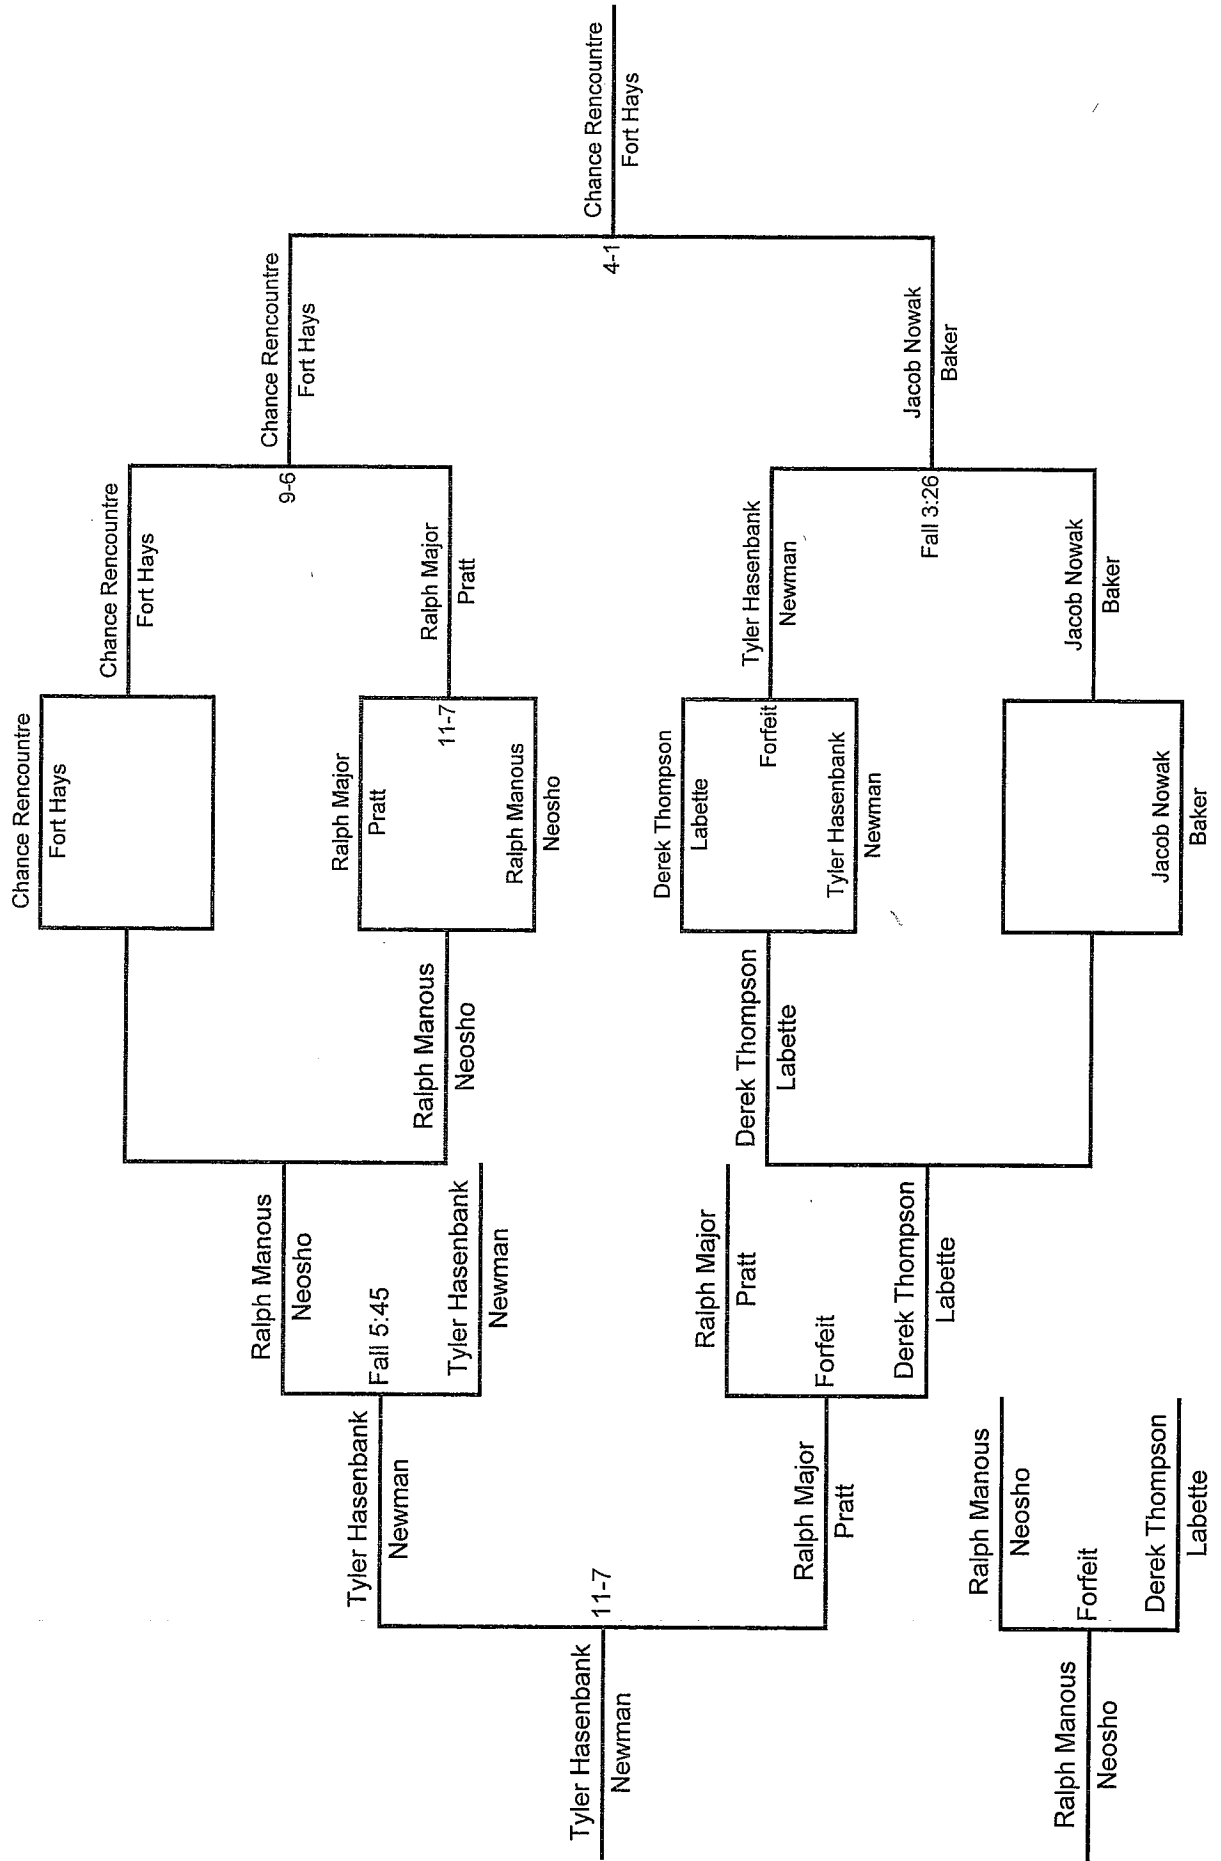 Chance Rencountre
Fort Hays
Ralph Major
Pratt
11-7
Ralph Manous
Neosho
Derek Thompson
Labette
Forfeit
Tyler Hasenbank
Newman
Jacob Nowak
Baker
Chance Rencountre
Fort Hays
9-6
Ralph Major
Pratt
Tyler Hasenbank
Newman
Fall 3:26
Jacob Nowak
Baker
Chance Rencountre
Fort Hays
4-1
Jacob Nowak
Baker
Chance Rencountre
Fort Hays
Ralph Manous
Neosho
Derek Thompson
Labette
Ralph Manous
Neosho
Fall 5:45
Tyler Hasenbank
Newman
Ralph Major
Pratt
Forfeit
Derek Thompson
Labette
Tyler Hasenbank
Newman
11-7
Ralph Major
Pratt
Tyler Hasenbank
Newman
Ralph Manous
Neosho
Forfeit
Derek Thompson
Labette
Ralph Manous
Neosho